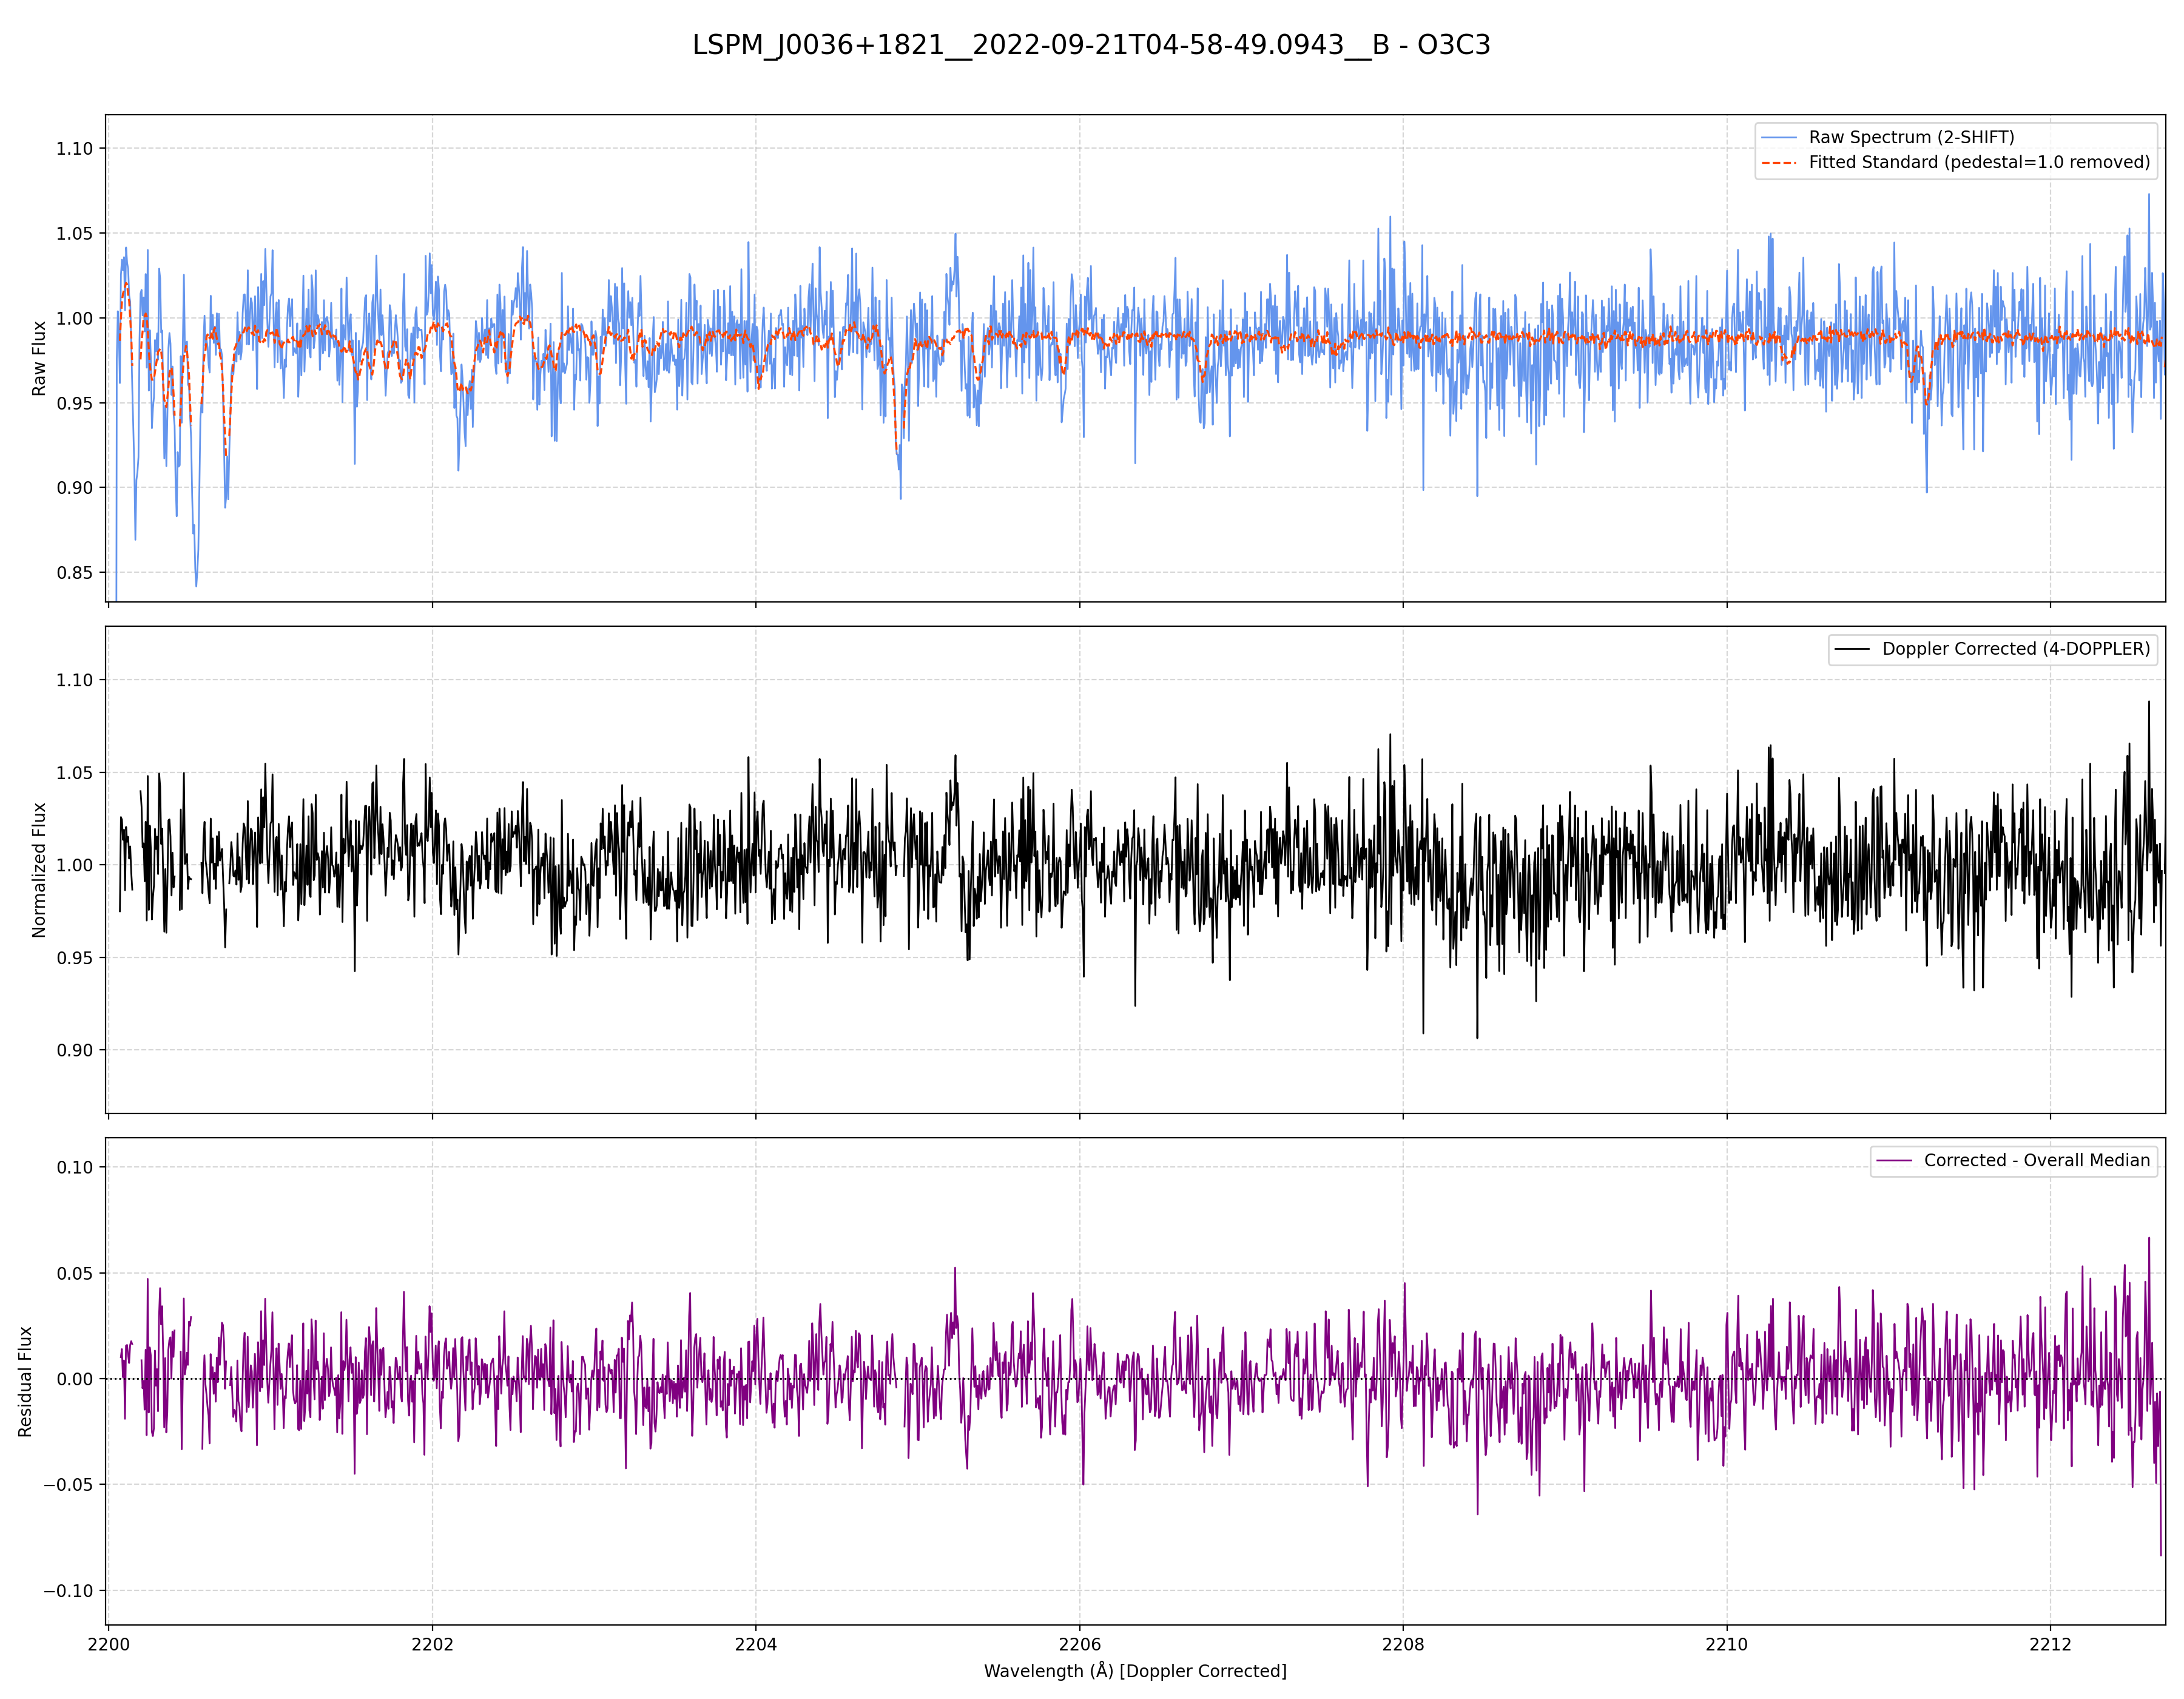 LSPM_J0036+1821__2022-09-21T04-58-49.0943__B - O3C3
Raw Spectrum (2-SHIFT)
Fitted Standard (pedestal=1.0 removed)
1.10
1.05
1.00
0.95
0.90
0.85
Raw Flux
Doppler Corrected (4-DOPPLER)
1.10
1.05
1.00
0.95
0.90
Normalized Flux
Corrected - Overall Median
0.10
0.05
0.00
−0.05
−0.10
Residual Flux
2200 2202 2204 2206 2208 2210 2212
Wavelength (Å) [Doppler Corrected]